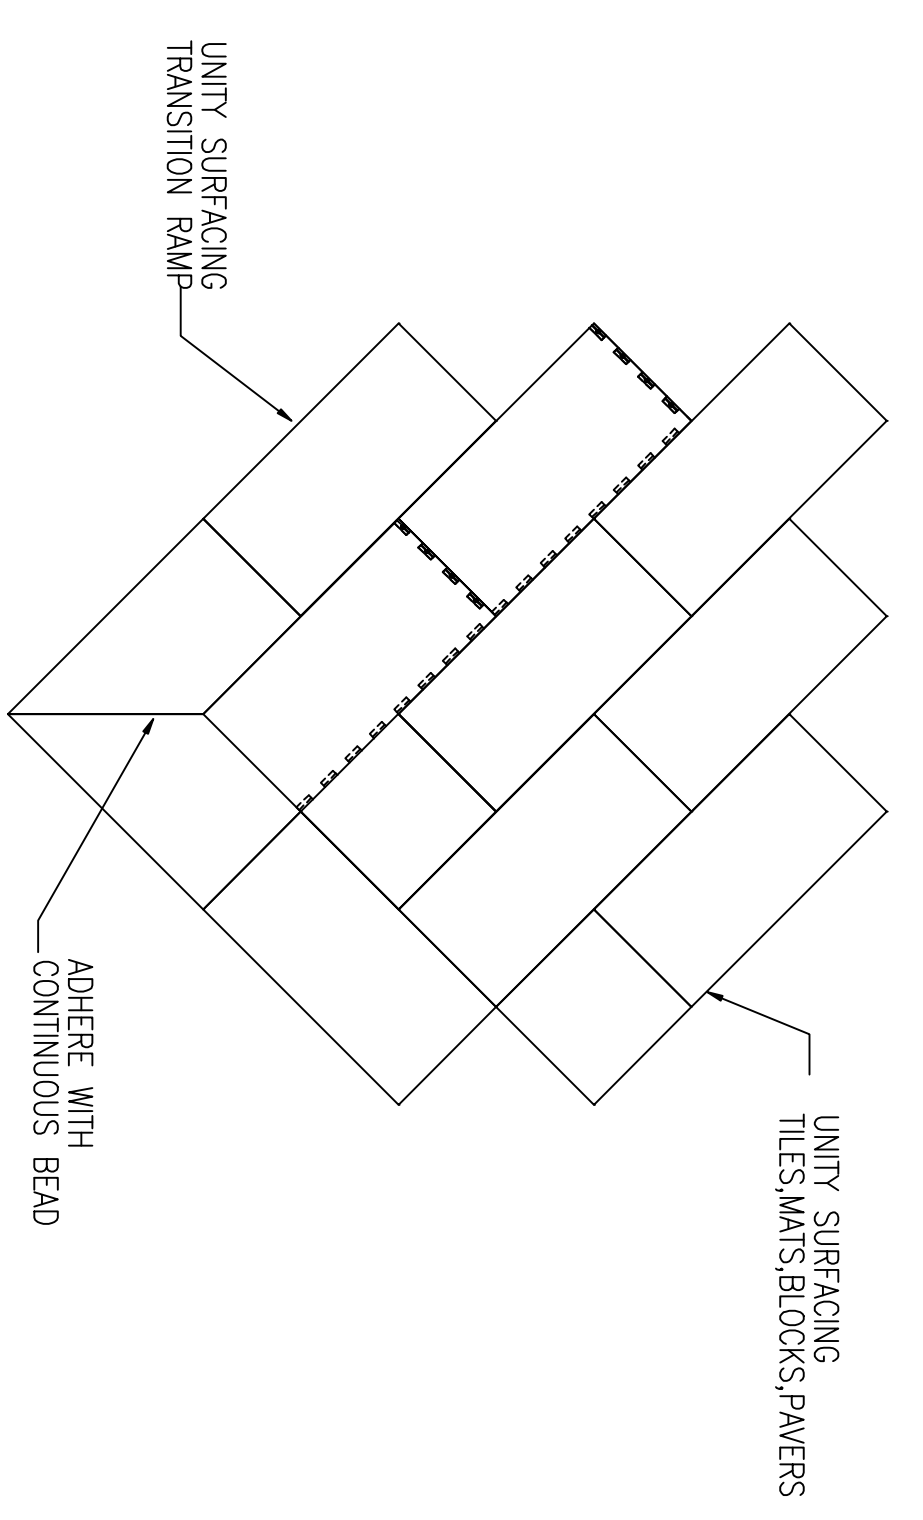 UNITY SURFACING
TRANSITION RAMP
UNITY SURFACING
TILES,MATS,BLOCKS,PAVERS
ADHERE WITH
CONTINUOUS BEAD